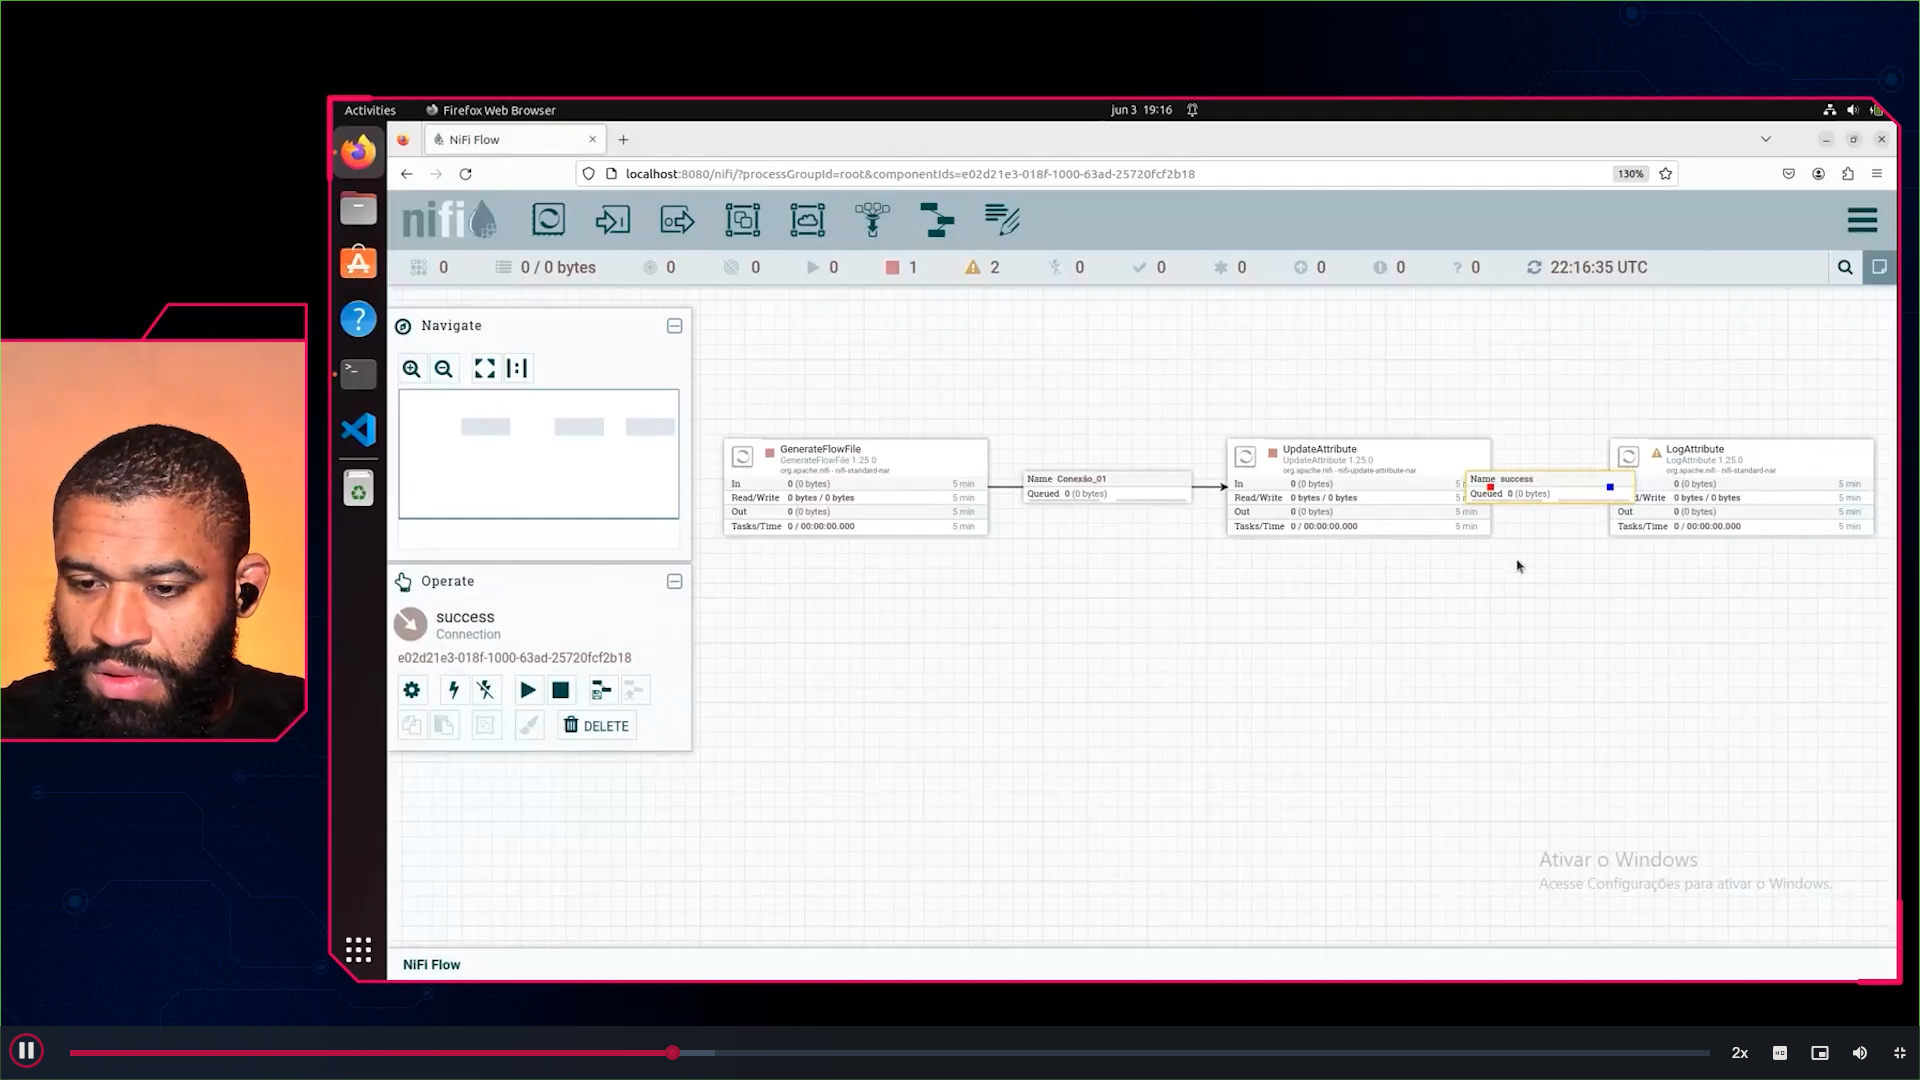 Activities
Firefox Web Browser
jun 3 19:16
NiFi Flow
localhost:8080/nifi/?processGroupId=root&componentIds=e02d21e3-018f-1000-63ad-25720fcf2b18
130%
nifi
0
0 / 0 bytes
0
0
0
1
2
0
0
0
0
0
0
22:16:35 UTC
Navigate
GenerateFlowFile
GenerateFlowFile 1.25.0
org.apache.nifi - nifi-standard-nar
In 0 (0 bytes) 5 min
Read/Write 0 bytes / 0 bytes 5 min
Out 0 (0 bytes) 5 min
Tasks/Time 0 / 00:00:00.000 5 min
Name Conexão_01
Queued 0 (0 bytes)
UpdateAttribute
UpdateAttribute 1.25.0
org.apache.nifi - nifi-update-attribute-nar
In 0 (0 bytes)
Read/Write 0 bytes / 0 bytes
Out 0 (0 bytes) 5 min
Tasks/Time 0 / 00:00:00.000 5 min
Name success
Queued 0 (0 bytes)
LogAttribute
LogAttribute 1.25.0
org.apache.nifi - nifi-standard-nar
0 (0 bytes) 5 min
d/Write 0 bytes / 0 bytes 5 min
Out 0 (0 bytes) 5 min
Tasks/Time 0 / 00:00:00.000 5 min
Operate
success
Connection
e02d21e3-018f-1000-63ad-25720fcf2b18
DELETE
Ativar o Windows
Acesse Configurações para ativar o Windows.
NiFi Flow
2x